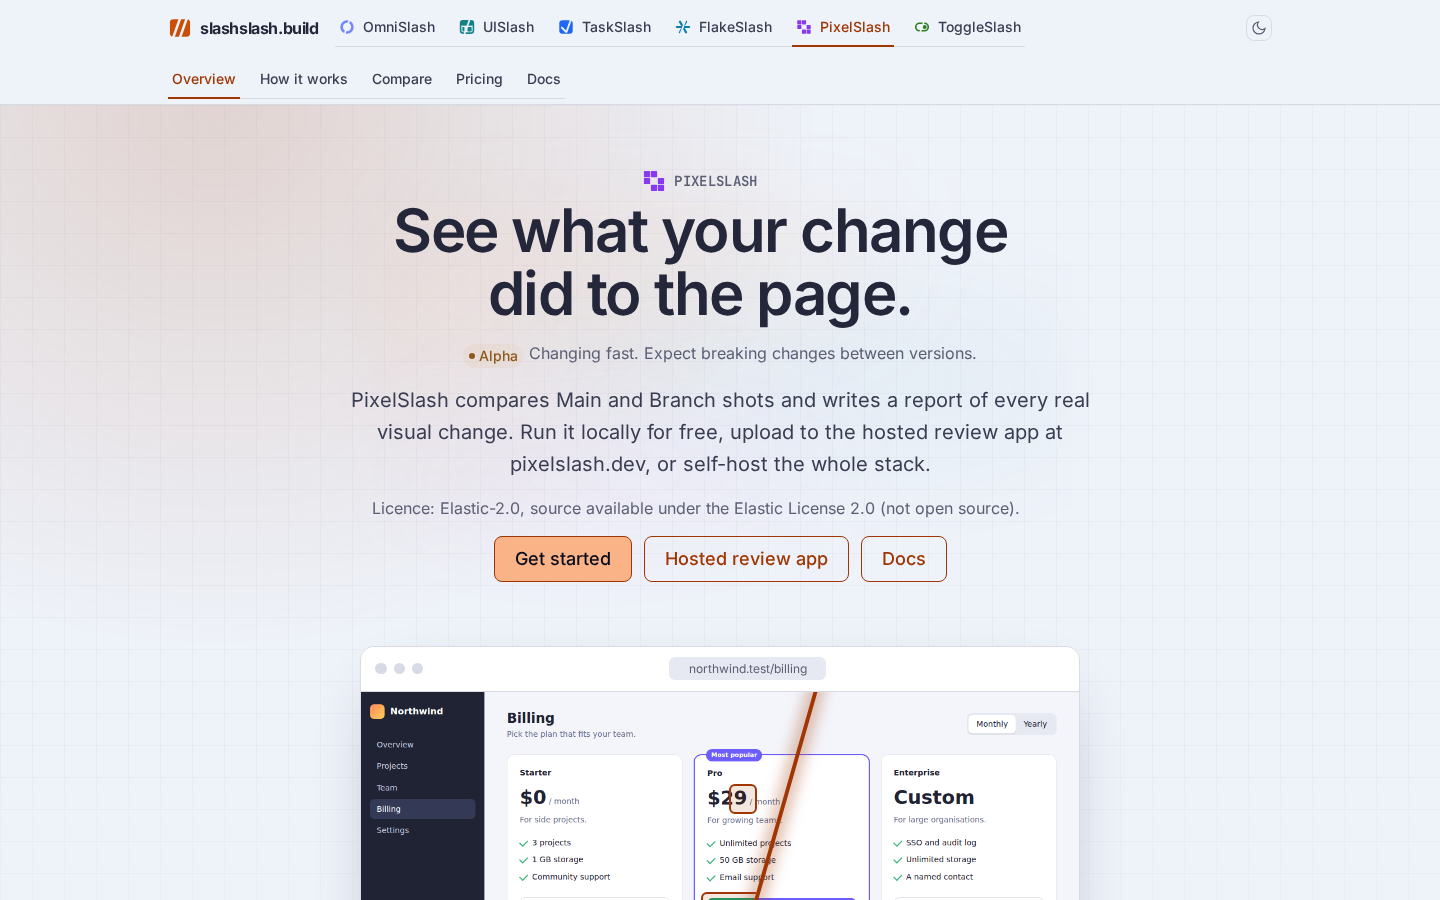 slashslash.build
OmniSlash
UISlash
TaskSlash
FlakeSlash
PixelSlash
ToggleSlash
Overview
How it works
Compare
Pricing
Docs
PIXELSLASH
See what your change
did to the page.
Alpha Changing fast. Expect breaking changes between versions.
PixelSlash compares Main and Branch shots and writes a report of every real
visual change. Run it locally for free, upload to the hosted review app at
pixelslash.dev, or self-host the whole stack.
Licence: Elastic-2.0, source available under the Elastic License 2.0 (not open source).
Get started
Hosted review app
Docs
northwind.test/billing
Northwind
Overview
Projects
Team
Billing
Settings
Billing
Pick the plan that fits your team.
Monthly
Yearly
Starter
$0 / month
For side projects.
3 projects
1 GB storage
Community support
Most popular
Pro
$29 / month
For growing teams.
Unlimited projects
50 GB storage
Email support
Enterprise
Custom
For large organisations.
SSO and audit log
Unlimited storage
A named contact